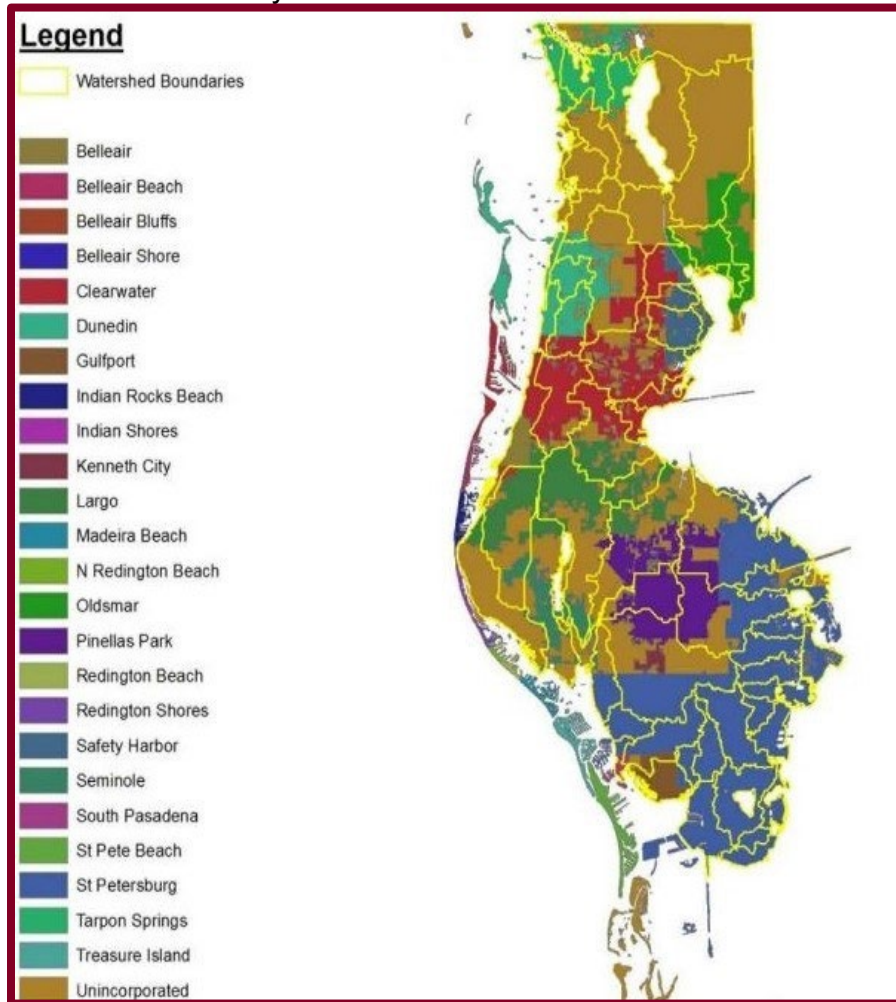 Legend
Watershed Boundaries
Belleair
Belleair Beach
Belleair Bluffs
Belleair Shore
Clearwater
Dunedin
Gulfport
Indian Rocks Beach
Indian Shores
Kenneth City
Largo
Madeira Beach
N Redington Beach
Oldsmar
Pinellas Park
Redington Beach
Redington Shores
Safety Harbor
Seminole
South Pasadena
St Pete Beach
St Petersburg
Tarpon Springs
Treasure Island
Unincorporated